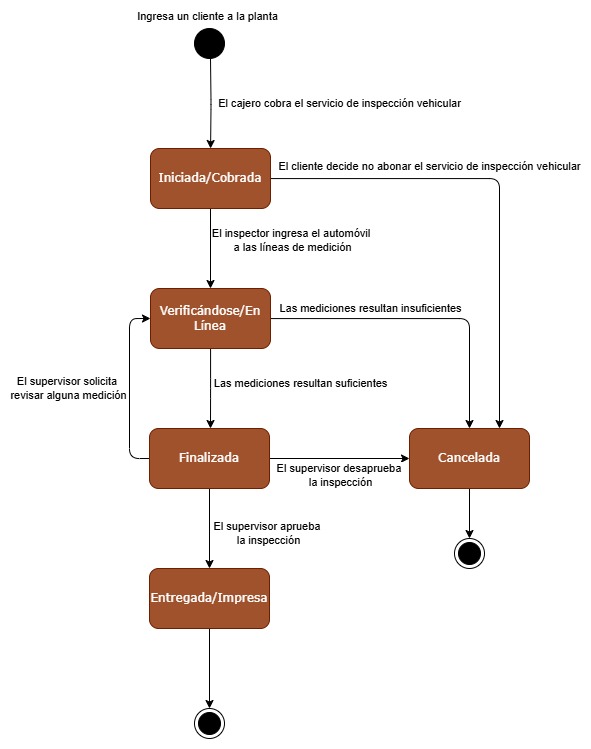 Ingresa un cliente a la planta
El cajero cobra el servicio de inspección vehicular
Iniciada/Cobrada
El cliente decide no abonar el servicio de inspección vehicular
El inspector ingresa el automóvil
a las líneas de medición
Verificándose/En
Línea
Las mediciones resultan insuficientes
El supervisor solicita
revisar alguna medición
Las mediciones resultan suficientes
Finalizada
El supervisor desaprueba
la inspección
Cancelada
El supervisor aprueba
la inspección
Entregada/Impresa